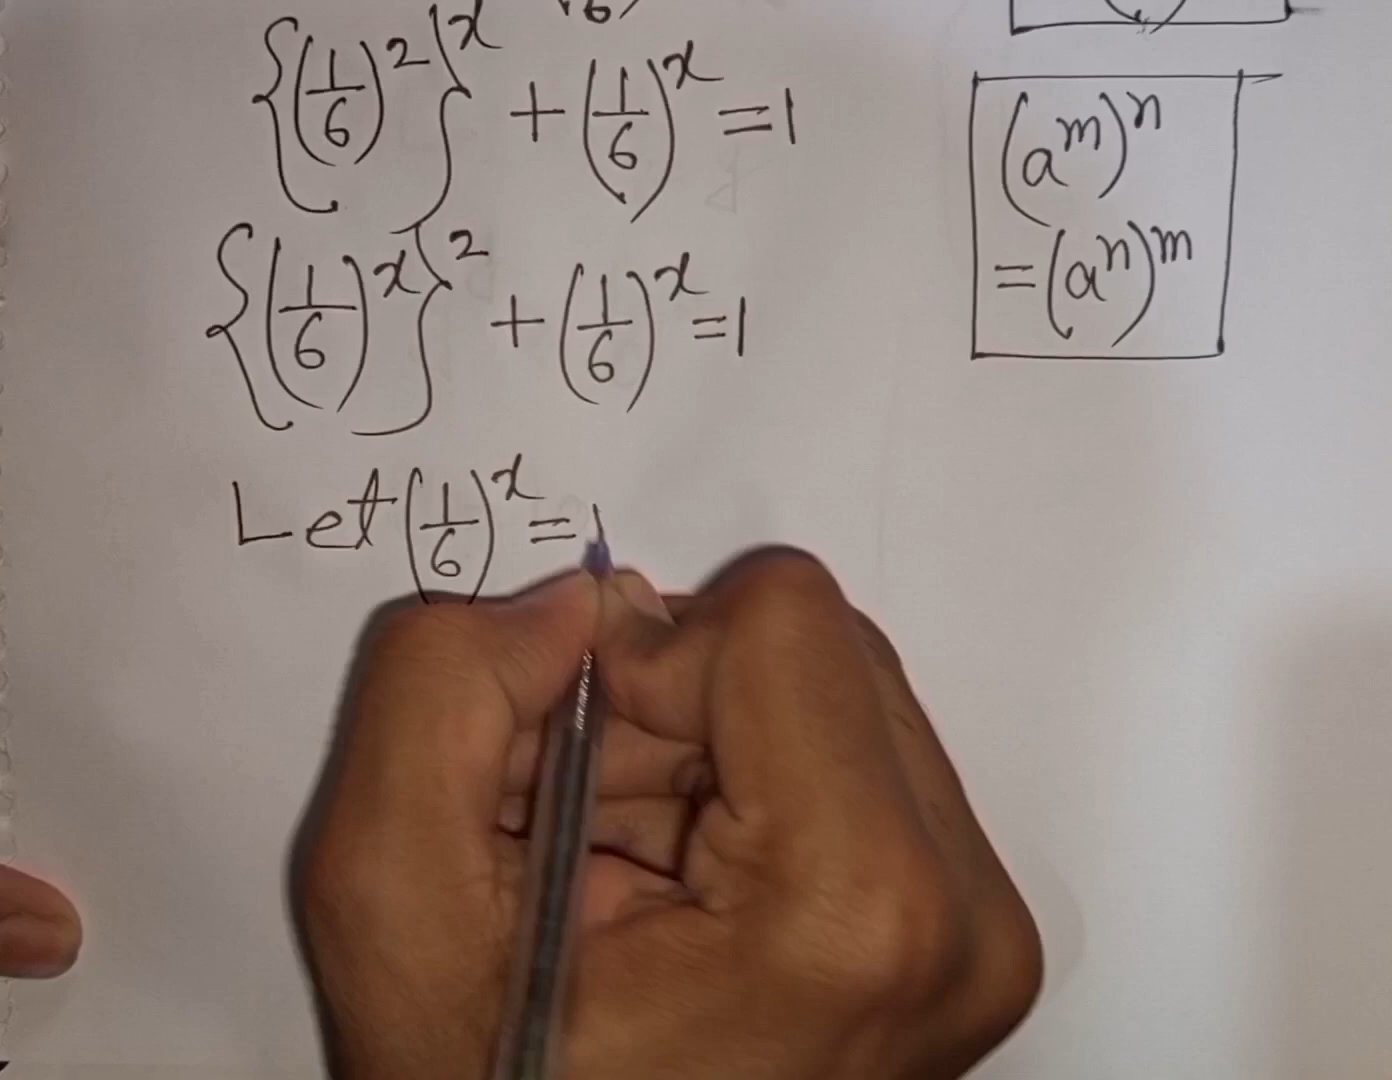 {(1/6)^2}^x + (1/6)^x = 1
{(1/6)^x}^2 + (1/6)^x = 1
Let (1/6)^x =
(a^m)^n
= (a^n)^m